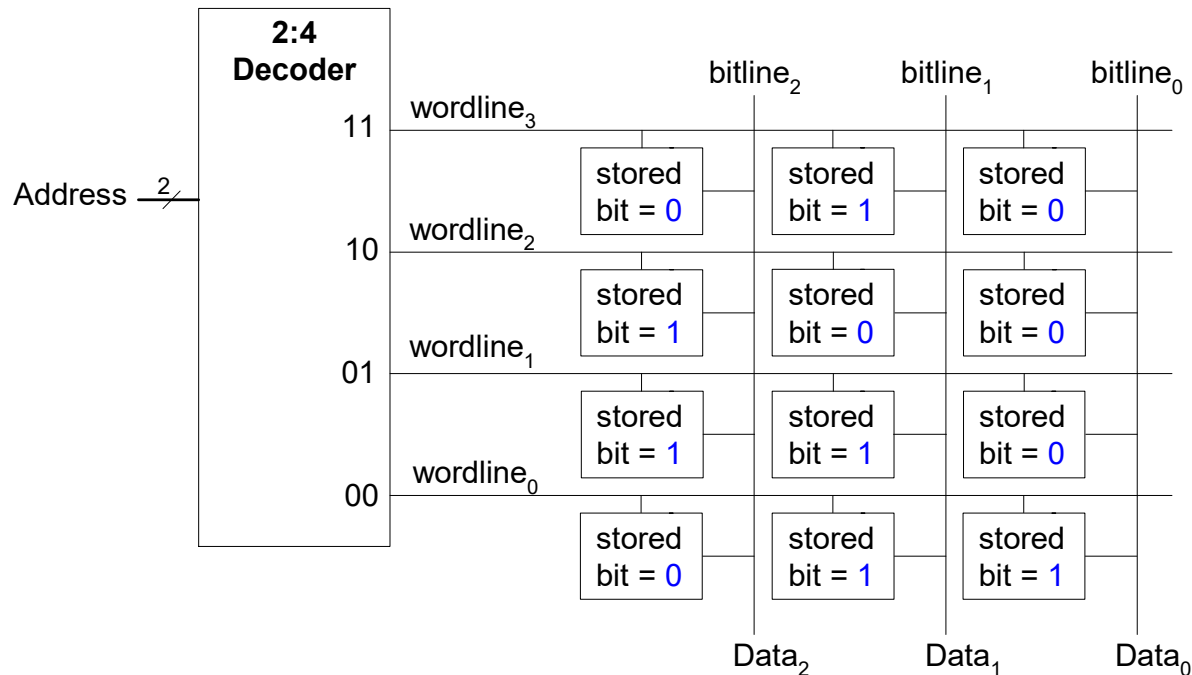 2:4
Decoder
bitline₂ bitline₁ bitline₀
wordline₃
11
stored stored stored
bit = 0 bit = 1 bit = 0
Address 2
wordline₂
10
stored stored stored
bit = 1 bit = 0 bit = 0
wordline₁
01
stored stored stored
bit = 1 bit = 1 bit = 0
wordline₀
00
stored stored stored
bit = 0 bit = 1 bit = 1
Data₂ Data₁ Data₀